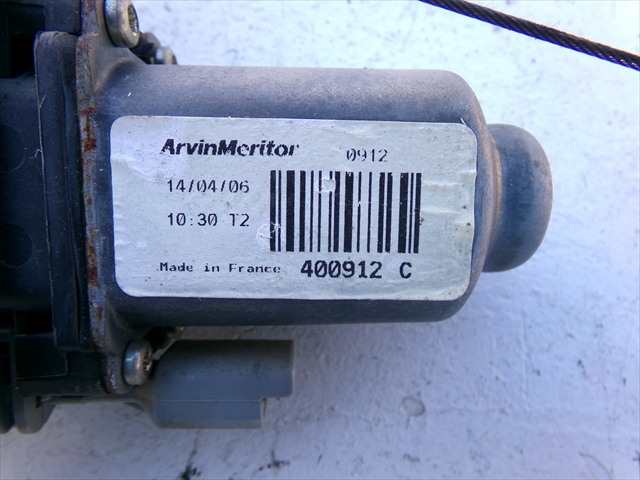 ArvinMeritor 0912
14/04/06
10:30 T2
Made in France 400912 C